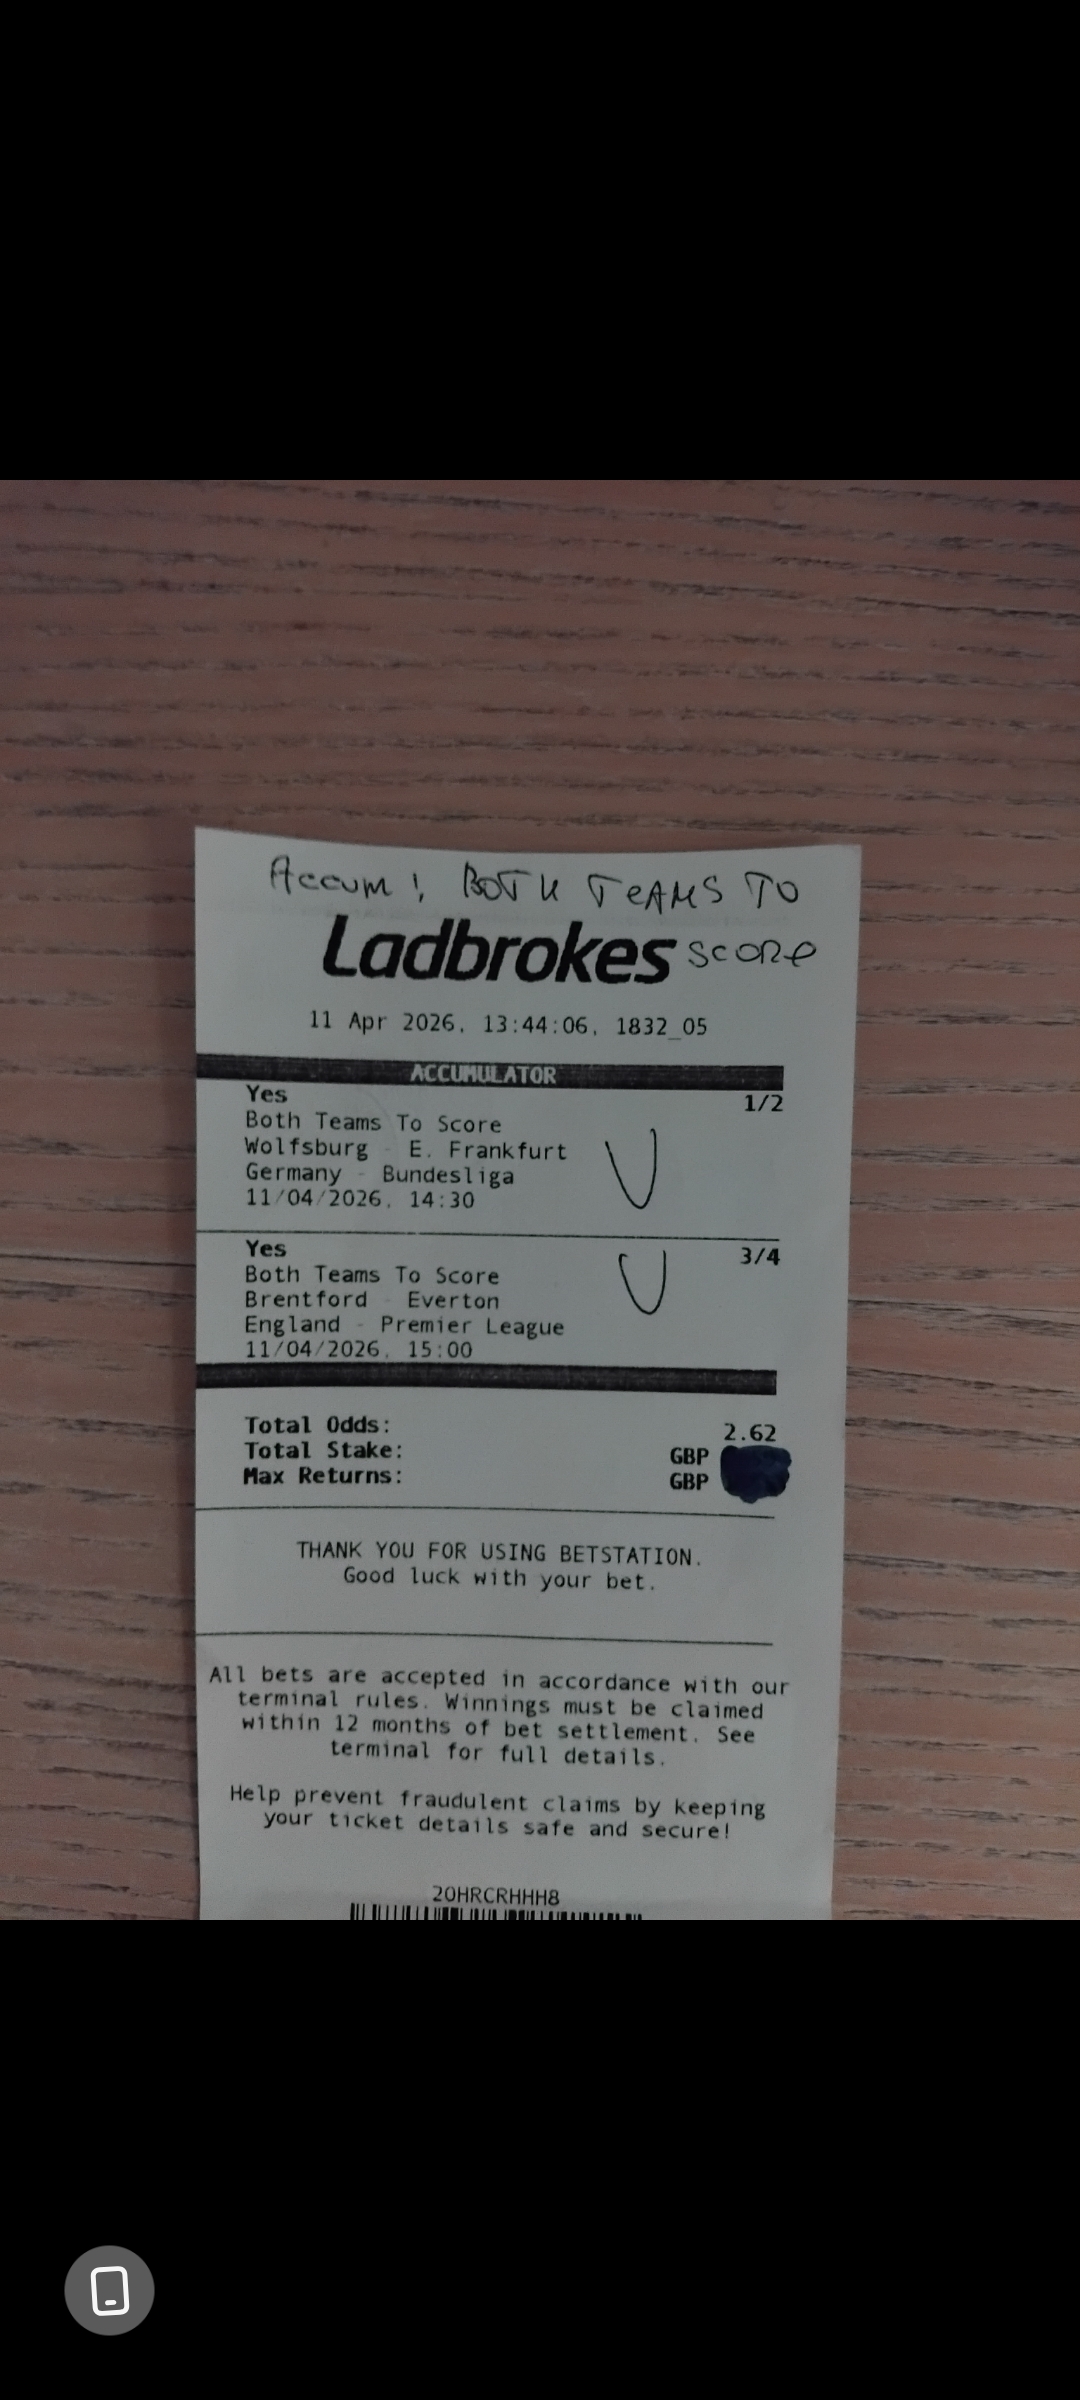 Accum! BOTH TEAMS TO
Ladbrokes SCORE
11 Apr 2026, 13:44:06, 1832_05
ACCUMULATOR
Yes 1/2
Both Teams To Score
Wolfsburg - E. Frankfurt
Germany - Bundesliga
11/04/2026, 14:30
Yes 3/4
Both Teams To Score
Brentford - Everton
England - Premier League
11/04/2026, 15:00
Total Odds: 2.62
Total Stake: GBP
Max Returns: GBP
THANK YOU FOR USING BETSTATION.
Good luck with your bet.
All bets are accepted in accordance with our
terminal rules. Winnings must be claimed
within 12 months of bet settlement. See
terminal for full details.
Help prevent fraudulent claims by keeping
your ticket details safe and secure!
20HRCRHHH8